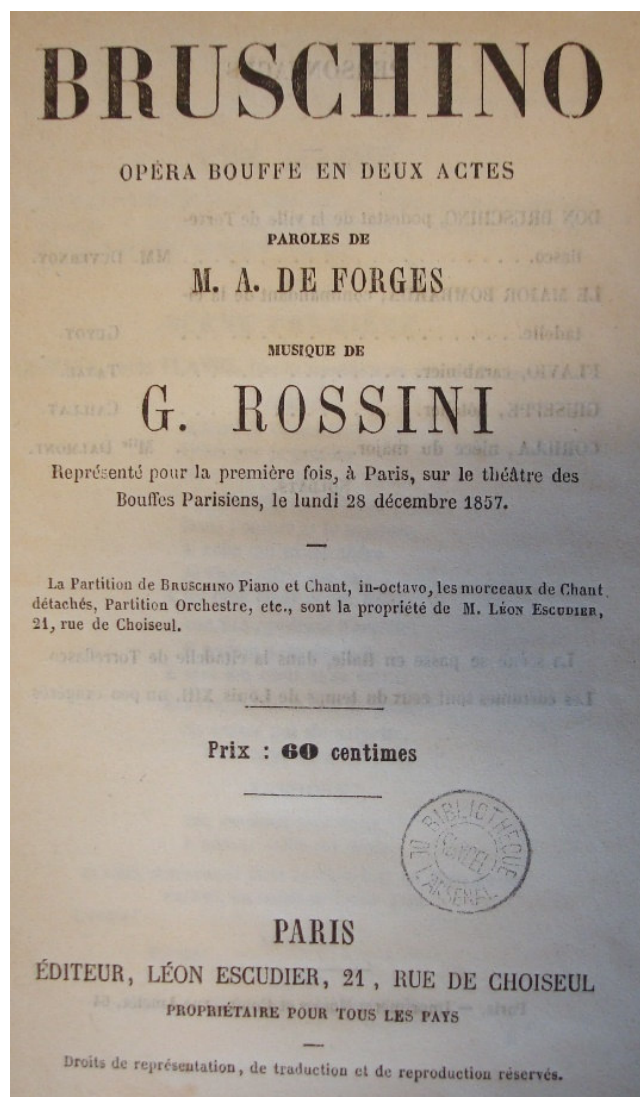 BRUSCHINO
OPÉRA BOUFFE EN DEUX ACTES
PAROLES DE
M. A. DE FORGES
MUSIQUE DE
G. ROSSINI
Représenté pour la première fois, à Paris, sur le théâtre des
Bouffes Parisiens, le lundi 28 décembre 1857.
La Partition de BRUSCHINO Piano et Chant, in-octavo, les morceaux de Chant
détachés, Partition Orchestre, etc., sont la propriété de M. LÉON ESCUDIER,
21, rue de Choiseul.
Prix : 60 centimes
BIBLIOTHÈQUE
DE L'ARSENAL
PARIS
ÉDITEUR, LÉON ESCUDIER, 21, RUE DE CHOISEUL
PROPRIÉTAIRE POUR TOUS LES PAYS
Droits de représentation, de traduction et de reproduction réservés.